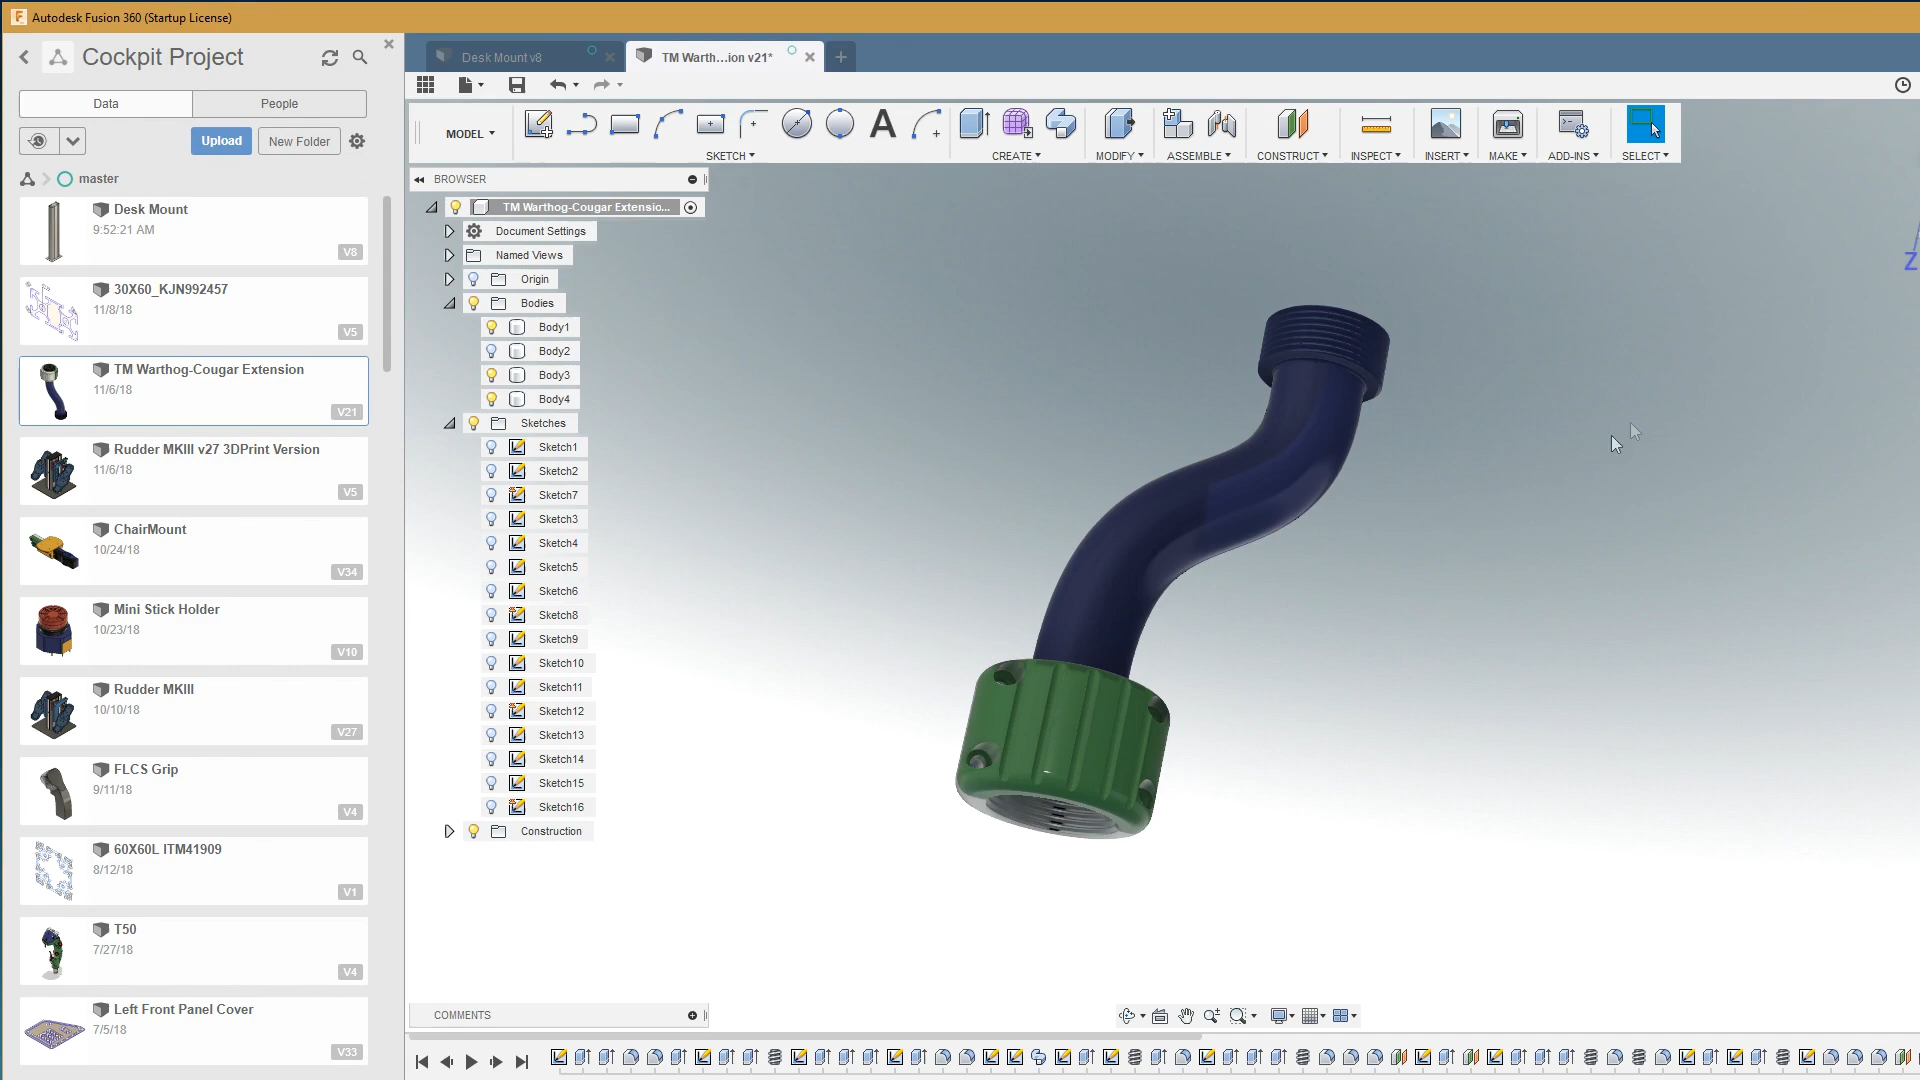 Autodesk Fusion 360 (Startup License)
Cockpit Project
Data
People
Upload
New Folder
master
Desk Mount
9:52:21 AM
V8
30X60_KJN992457
11/8/18
V5
TM Warthog-Cougar Extension
11/6/18
V21
Rudder MKIII v27 3DPrint Version
11/6/18
V5
ChairMount
10/24/18
V34
Mini Stick Holder
10/23/18
V10
Rudder MKIII
10/10/18
V27
FLCS Grip
9/11/18
V4
60X60L ITM41909
8/12/18
V1
T50
7/27/18
V4
Left Front Panel Cover
7/5/18
V33
Desk Mount v8
TM Warth...ion v21*
MODEL
SKETCH
CREATE
MODIFY
ASSEMBLE
CONSTRUCT
INSPECT
INSERT
MAKE
ADD-INS
SELECT
BROWSER
TM Warthog-Cougar Extensio...
Document Settings
Named Views
Origin
Bodies
Body1
Body2
Body3
Body4
Sketches
Sketch1
Sketch2
Sketch7
Sketch3
Sketch4
Sketch5
Sketch6
Sketch8
Sketch9
Sketch10
Sketch11
Sketch12
Sketch13
Sketch14
Sketch15
Sketch16
Construction
Z
COMMENTS